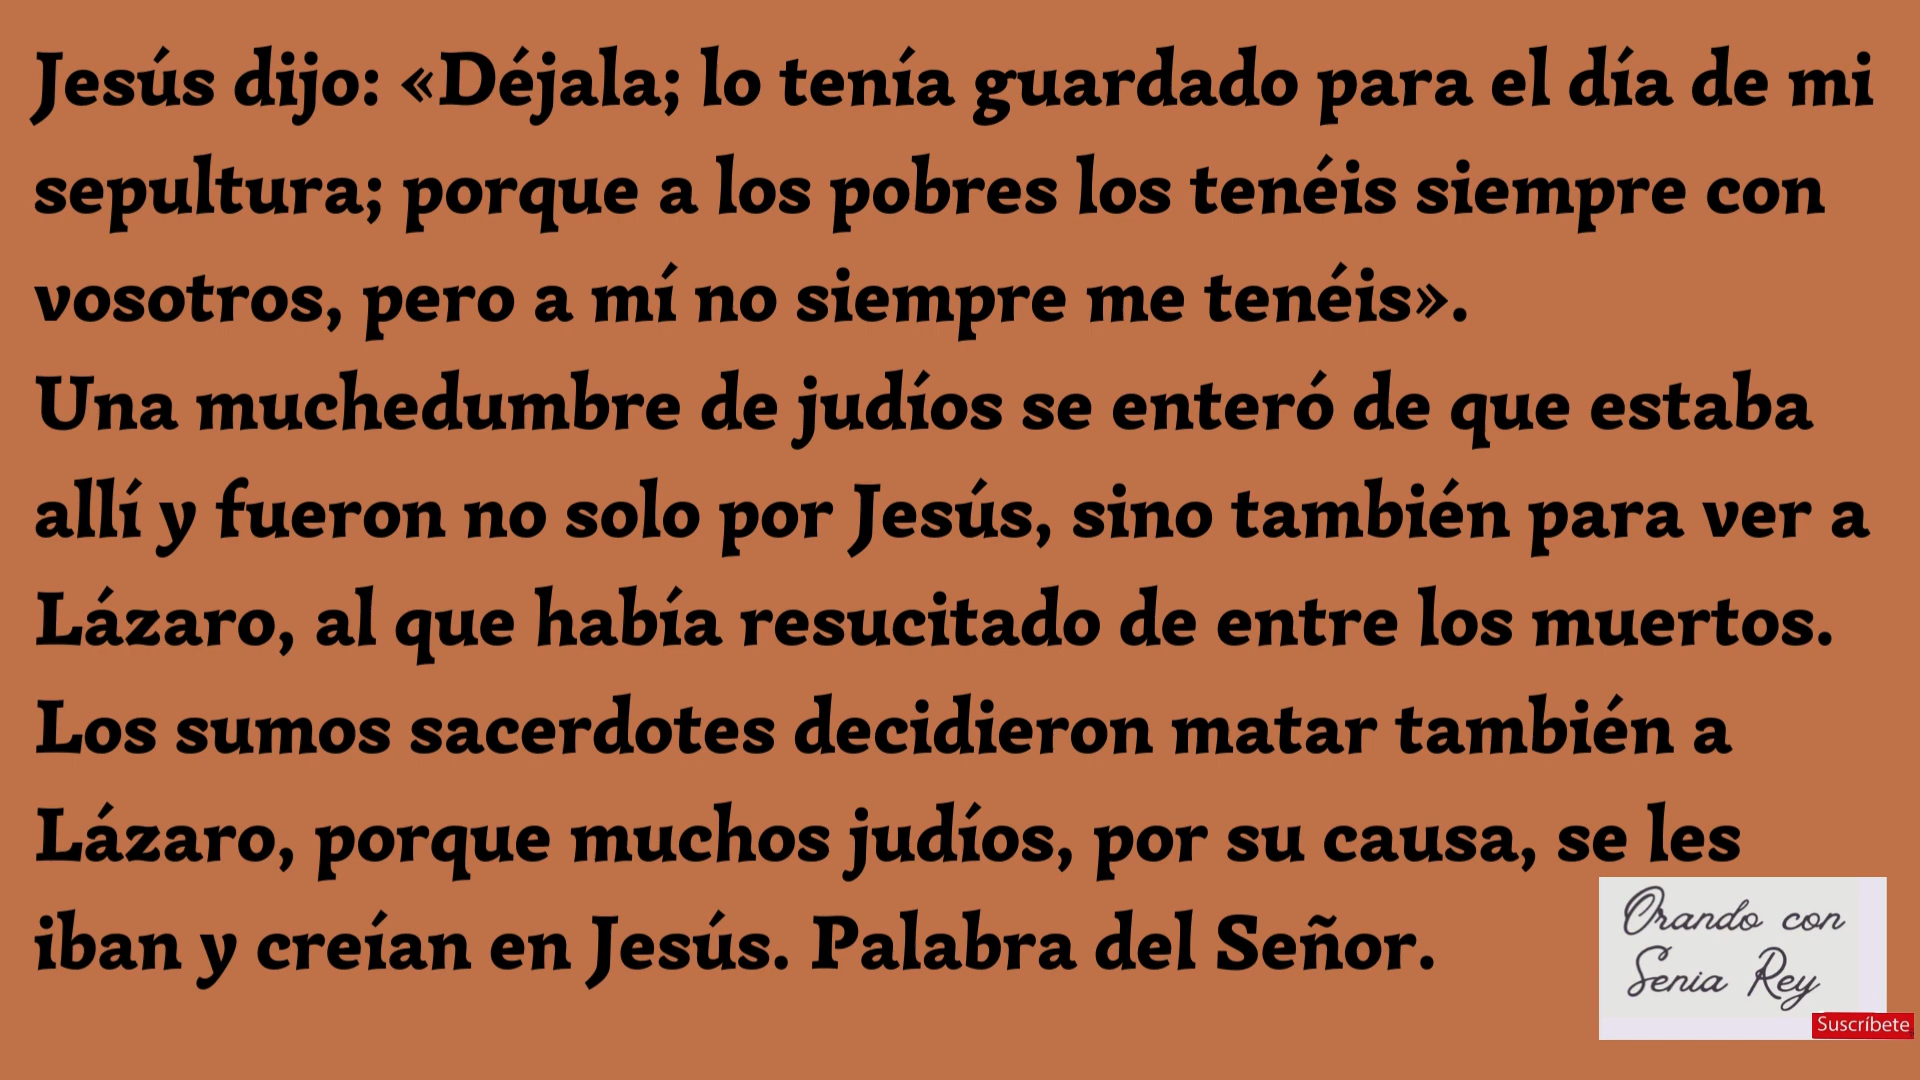 Jesús dijo: «Déjala; lo tenía guardado para el día de mi
sepultura; porque a los pobres los tenéis siempre con
vosotros, pero a mí no siempre me tenéis».
Una muchedumbre de judíos se enteró de que estaba
allí y fueron no solo por Jesús, sino también para ver a
Lázaro, al que había resucitado de entre los muertos.
Los sumos sacerdotes decidieron matar también a
Lázaro, porque muchos judíos, por su causa, se les
iban y creían en Jesús. Palabra del Señor.
Orando con
Senia Rey
Suscríbete